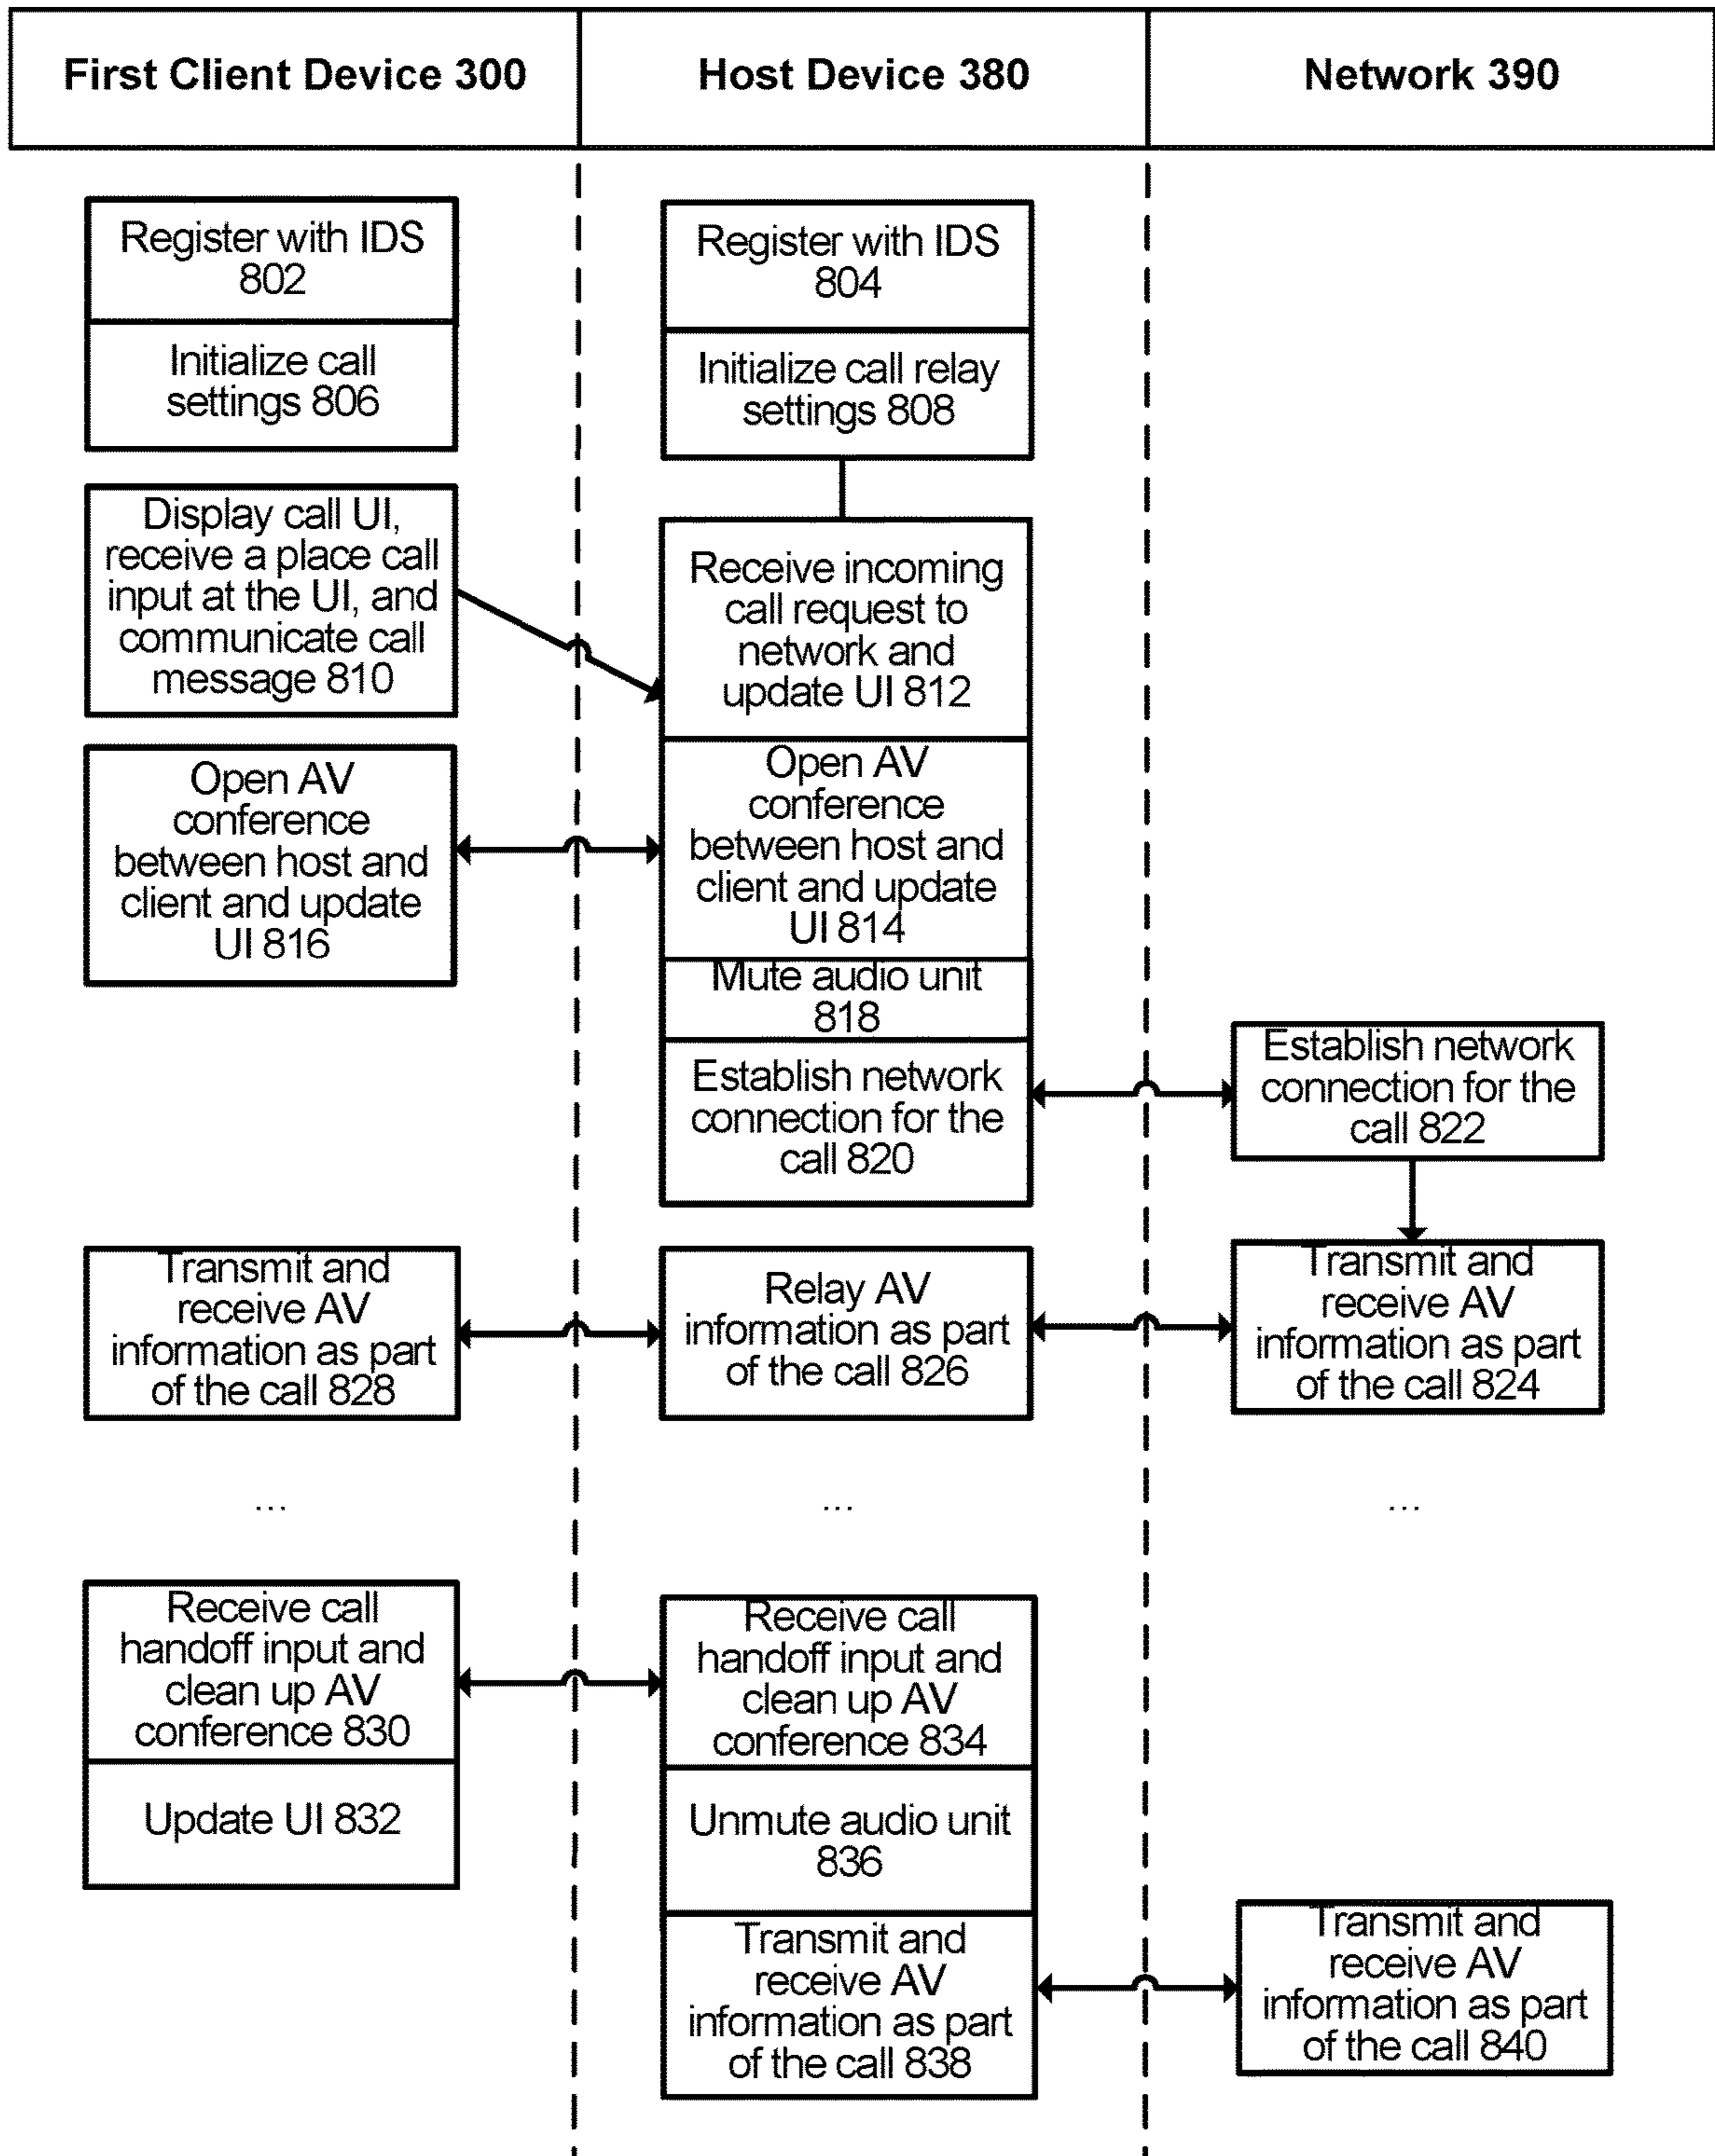 First Client Device 300
Host Device 380
Network 390
Register with IDS
802
Register with IDS
804
Initialize call
settings 806
Initialize call relay
settings 808
Display call UI,
receive a place call
input at the UI, and
communicate call
message 810
Receive incoming
call request to
network and
update UI 812
Open AV
conference
between host and
client and update
UI 816
Open AV
conference
between host and
client and update
UI 814
Mute audio unit
818
Establish network
connection for the
call 820
Establish network
connection for the
call 822
Transmit and
receive AV
information as part
of the call 828
Relay AV
information as part
of the call 826
Transmit and
receive AV
information as part
of the call 824
...
...
...
Receive call
handoff input and
clean up AV
conference 830
Receive call
handoff input and
clean up AV
conference 834
Update UI 832
Unmute audio unit
836
Transmit and
receive AV
information as part
of the call 838
Transmit and
receive AV
information as part
of the call 840